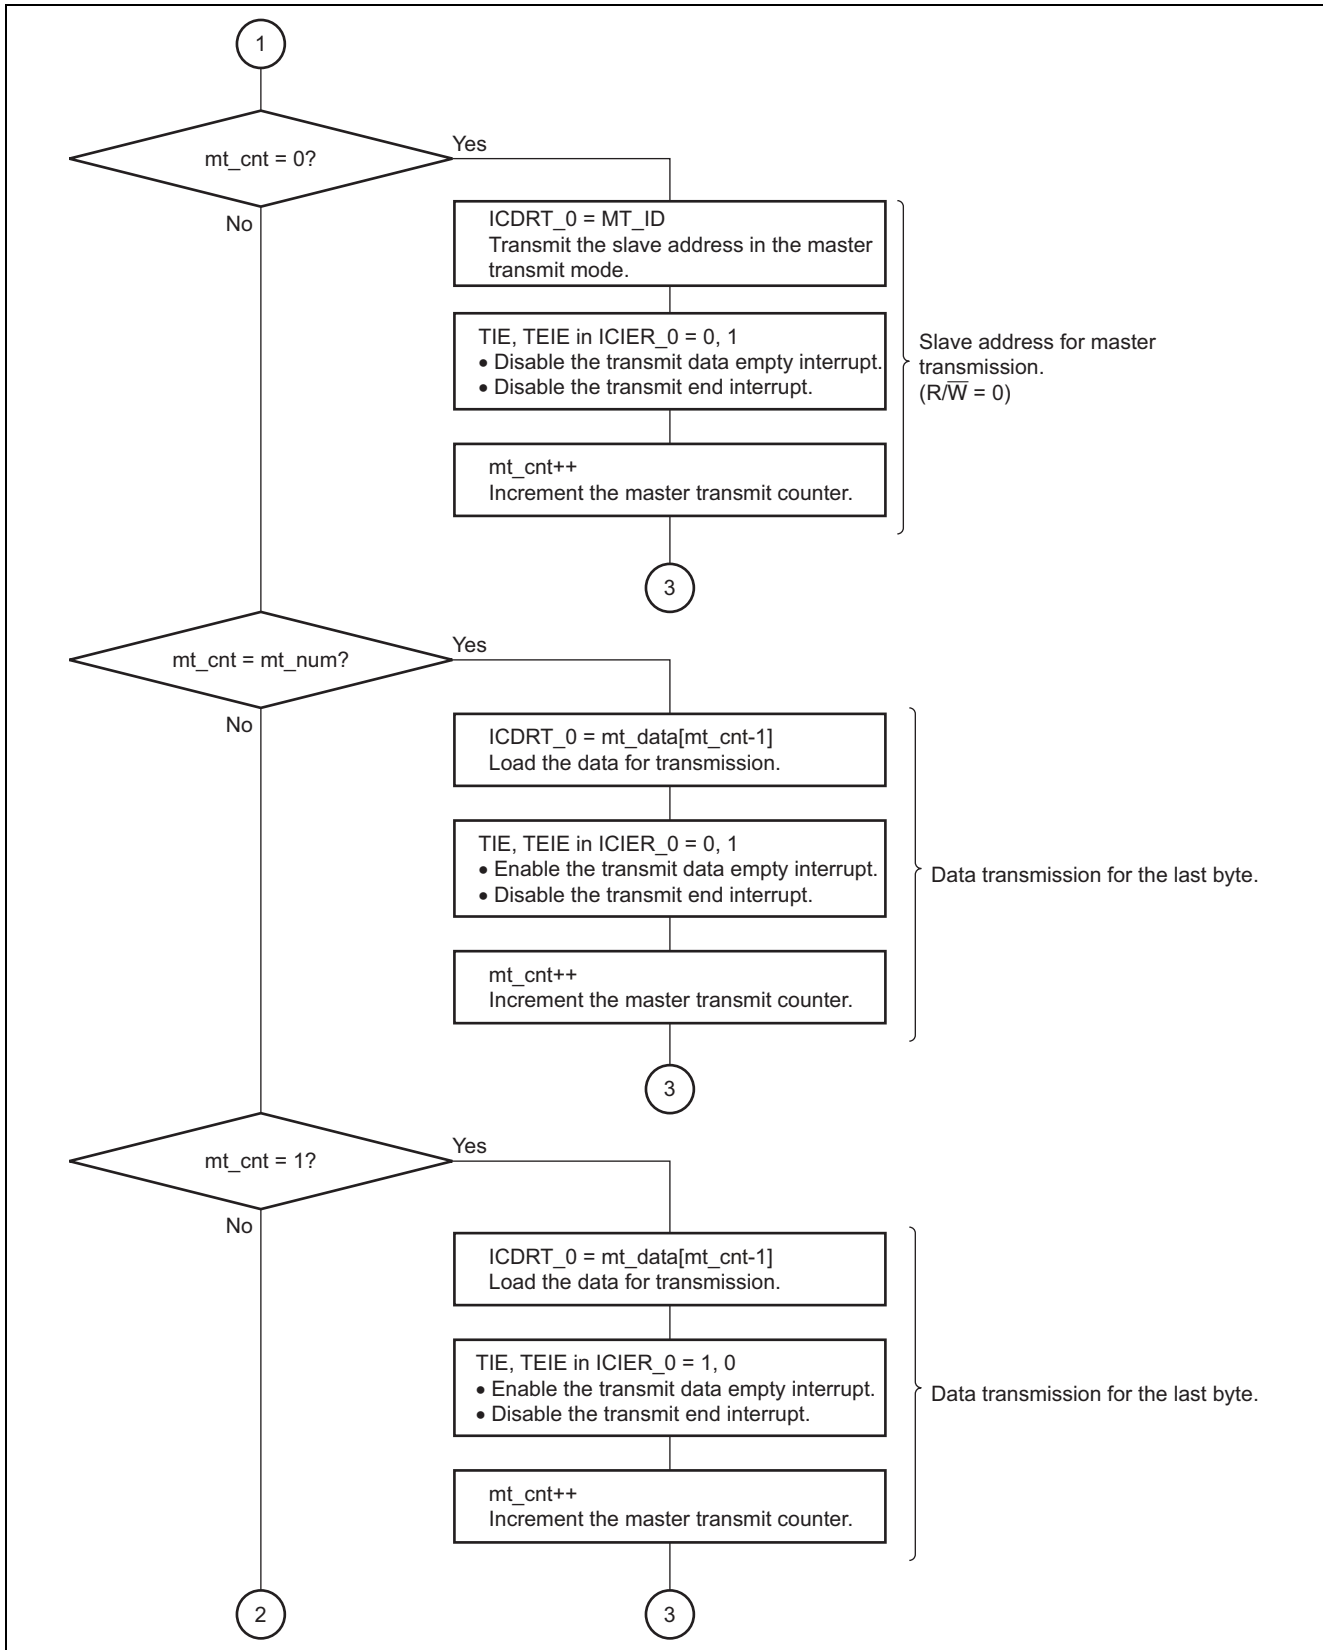 1
mt_cnt = 0?
Yes
No
ICDRT_0 = MT_ID
Transmit the slave address in the master
transmit mode.
TIE, TEIE in ICIER_0 = 0, 1
• Disable the transmit data empty interrupt.
• Disable the transmit end interrupt.
mt_cnt++
Increment the master transmit counter.
Slave address for master
transmission.
(R/W̅ = 0)
3
mt_cnt = mt_num?
Yes
No
ICDRT_0 = mt_data[mt_cnt-1]
Load the data for transmission.
TIE, TEIE in ICIER_0 = 0, 1
• Enable the transmit data empty interrupt.
• Disable the transmit end interrupt.
mt_cnt++
Increment the master transmit counter.
Data transmission for the last byte.
3
mt_cnt = 1?
Yes
No
ICDRT_0 = mt_data[mt_cnt-1]
Load the data for transmission.
TIE, TEIE in ICIER_0 = 1, 0
• Enable the transmit data empty interrupt.
• Disable the transmit end interrupt.
mt_cnt++
Increment the master transmit counter.
Data transmission for the last byte.
2
3